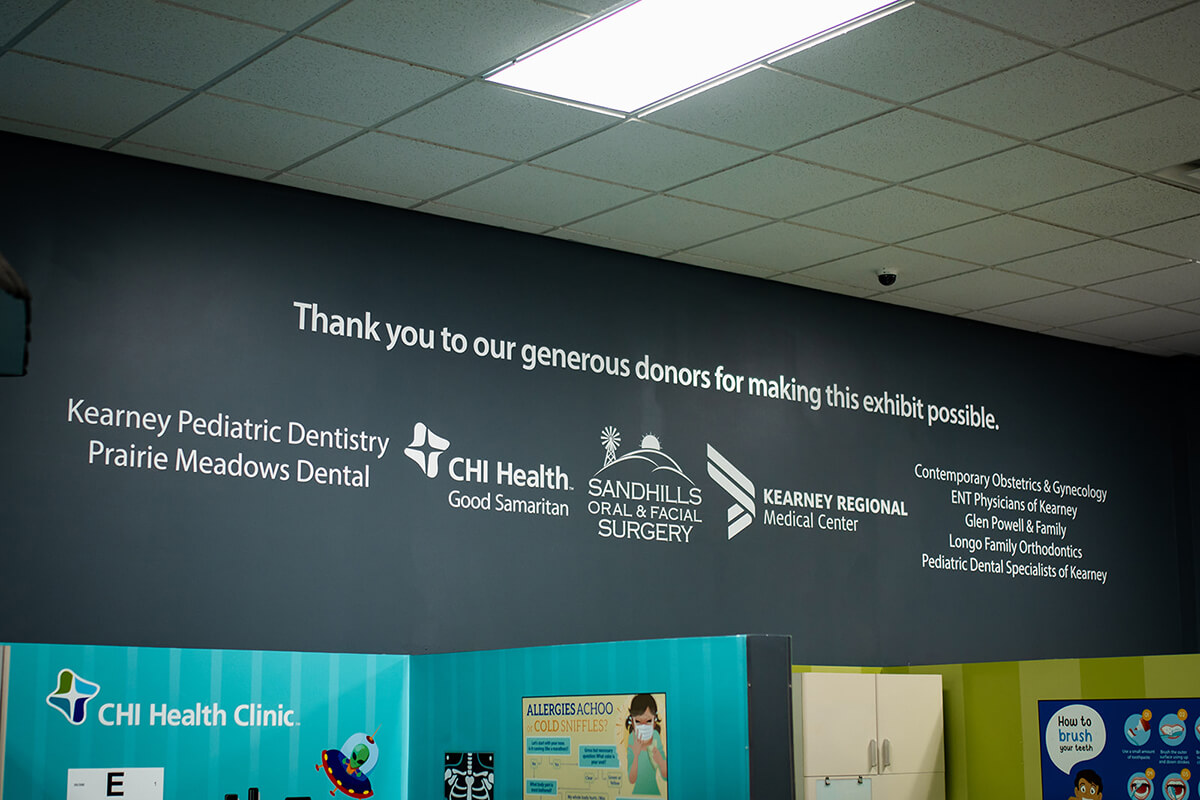 Thank you to our generous donors for making this exhibit possible.
Kearney Pediatric Dentistry
Prairie Meadows Dental
CHI Health
Good Samaritan
SANDHILLS
ORAL & FACIAL
SURGERY
KEARNEY REGIONAL
Medical Center
Contemporary Obstetrics & Gynecology
ENT Physicians of Kearney
Glen Powell & Family
Longo Family Orthodontics
Pediatric Dental Specialists of Kearney
CHI Health Clinic
E
ALLERGIES ACHOO
OR COLD SNIFFLES?
How to
brush
your teeth